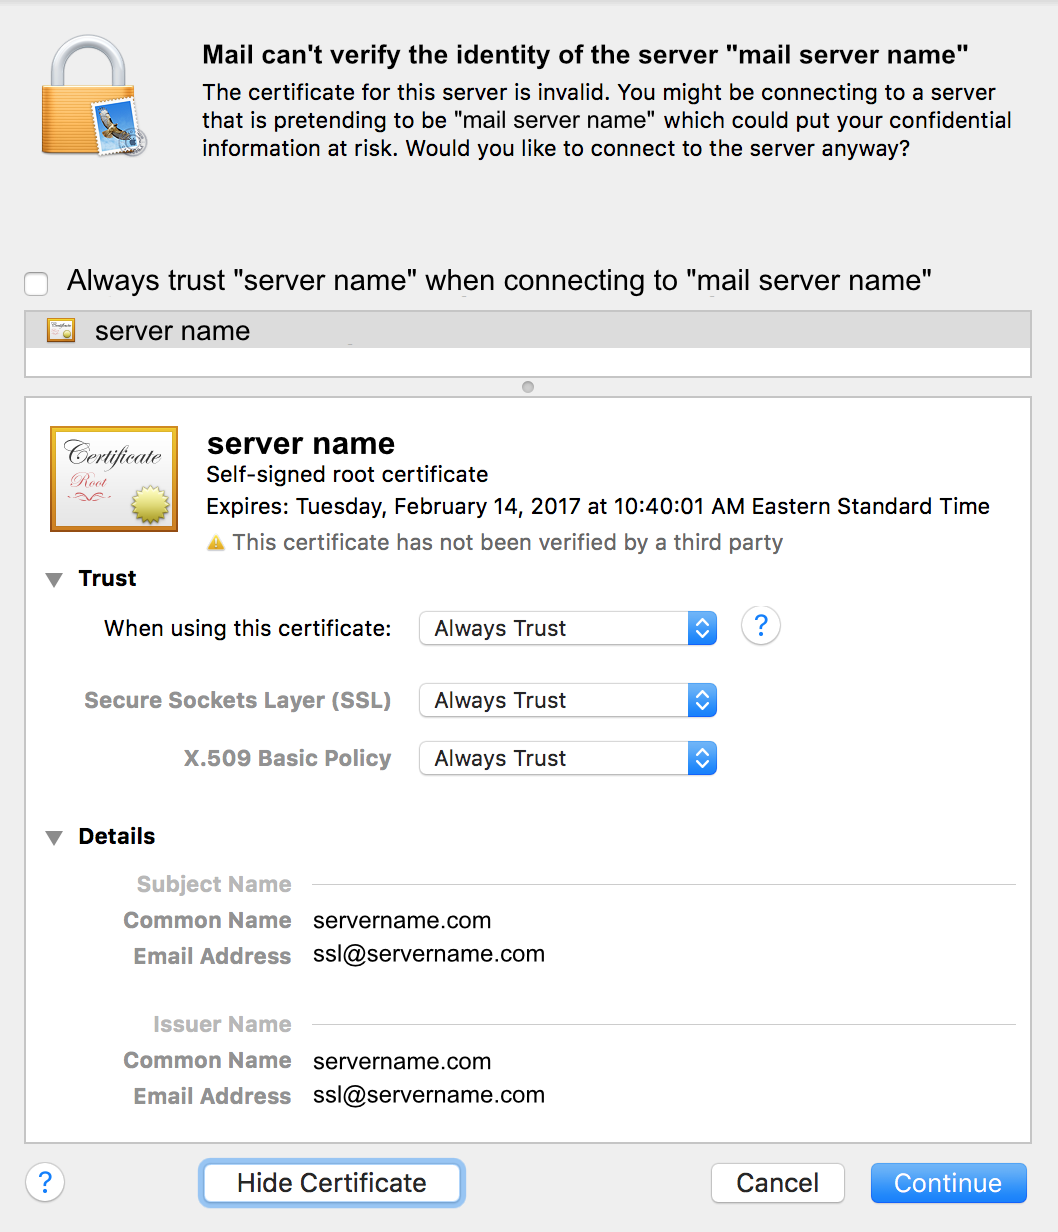 Mail can't verify the identity of the server "mail server name"
The certificate for this server is invalid. You might be connecting to a server
that is pretending to be "mail server name" which could put your confidential
information at risk. Would you like to connect to the server anyway?
Always trust "server name" when connecting to "mail server name"
server name
Certificate
Root
server name
Self-signed root certificate
Expires: Tuesday, February 14, 2017 at 10:40:01 AM Eastern Standard Time
This certificate has not been verified by a third party
Trust
When using this certificate: Always Trust ?
Secure Sockets Layer (SSL) Always Trust
X.509 Basic Policy Always Trust
Details
Subject Name
Common Name servername.com
Email Address ssl@servername.com
Issuer Name
Common Name servername.com
Email Address ssl@servername.com
? Hide Certificate Cancel Continue